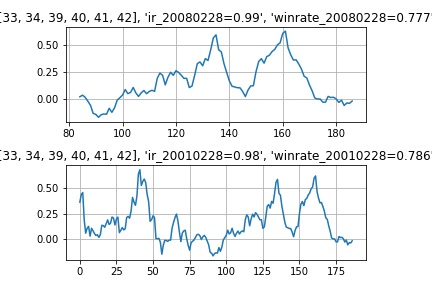 [33, 34, 39, 40, 41, 42], 'ir_20080228=0.99', 'winrate_20080228=0.777'
0.50
0.25
0.00
80 100 120 140 160 180
[33, 34, 39, 40, 41, 42], 'ir_20010228=0.98', 'winrate_20010228=0.786'
0.50
0.25
0.00
0 25 50 75 100 125 150 175